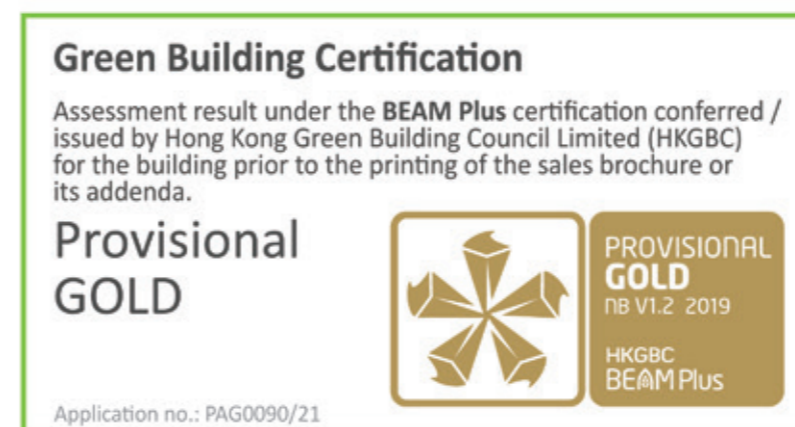 Green Building Certification
Assessment result under the BEAM Plus certification conferred /
issued by Hong Kong Green Building Council Limited (HKGBC)
for the building prior to the printing of the sales brochure or
its addenda.
Provisional
GOLD
PROVISIONAL
GOLD
NB V1.2 2019
HKGBC
BEAM Plus
Application no.: PAG0090/21